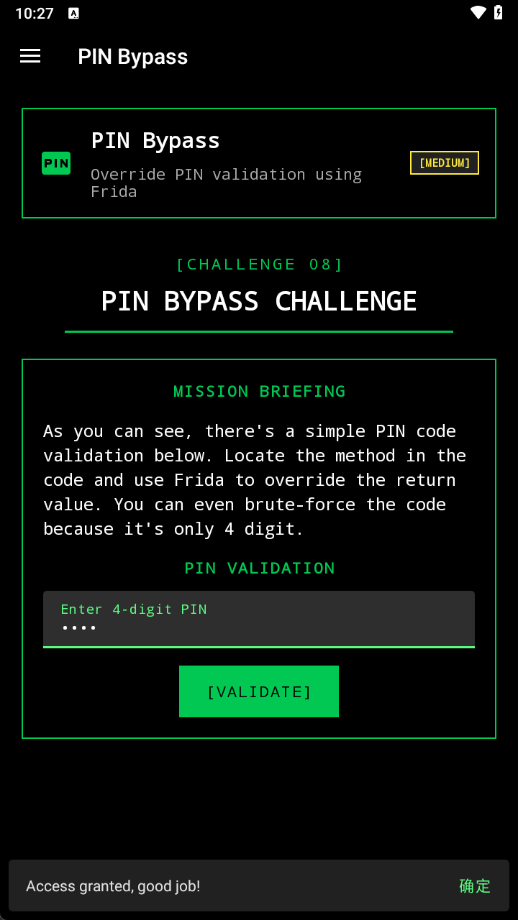 10:27 A
PIN Bypass
PIN
PIN Bypass
[MEDIUM]
Override PIN validation using
Frida
[CHALLENGE 08]
PIN BYPASS CHALLENGE
MISSION BRIEFING
As you can see, there's a simple PIN code
validation below. Locate the method in the
code and use Frida to override the return
value. You can even brute-force the code
because it's only 4 digit.
PIN VALIDATION
Enter 4-digit PIN
••••
[VALIDATE]
Access granted, good job! 确定